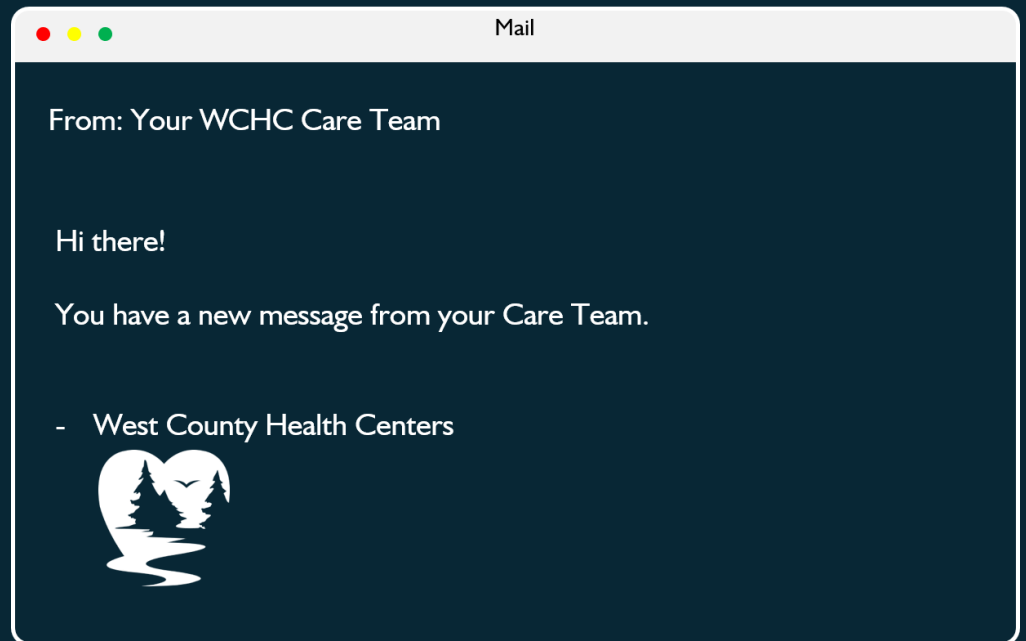 Mail
From: Your WCHC Care Team
Hi there!
You have a new message from your Care Team.
- West County Health Centers